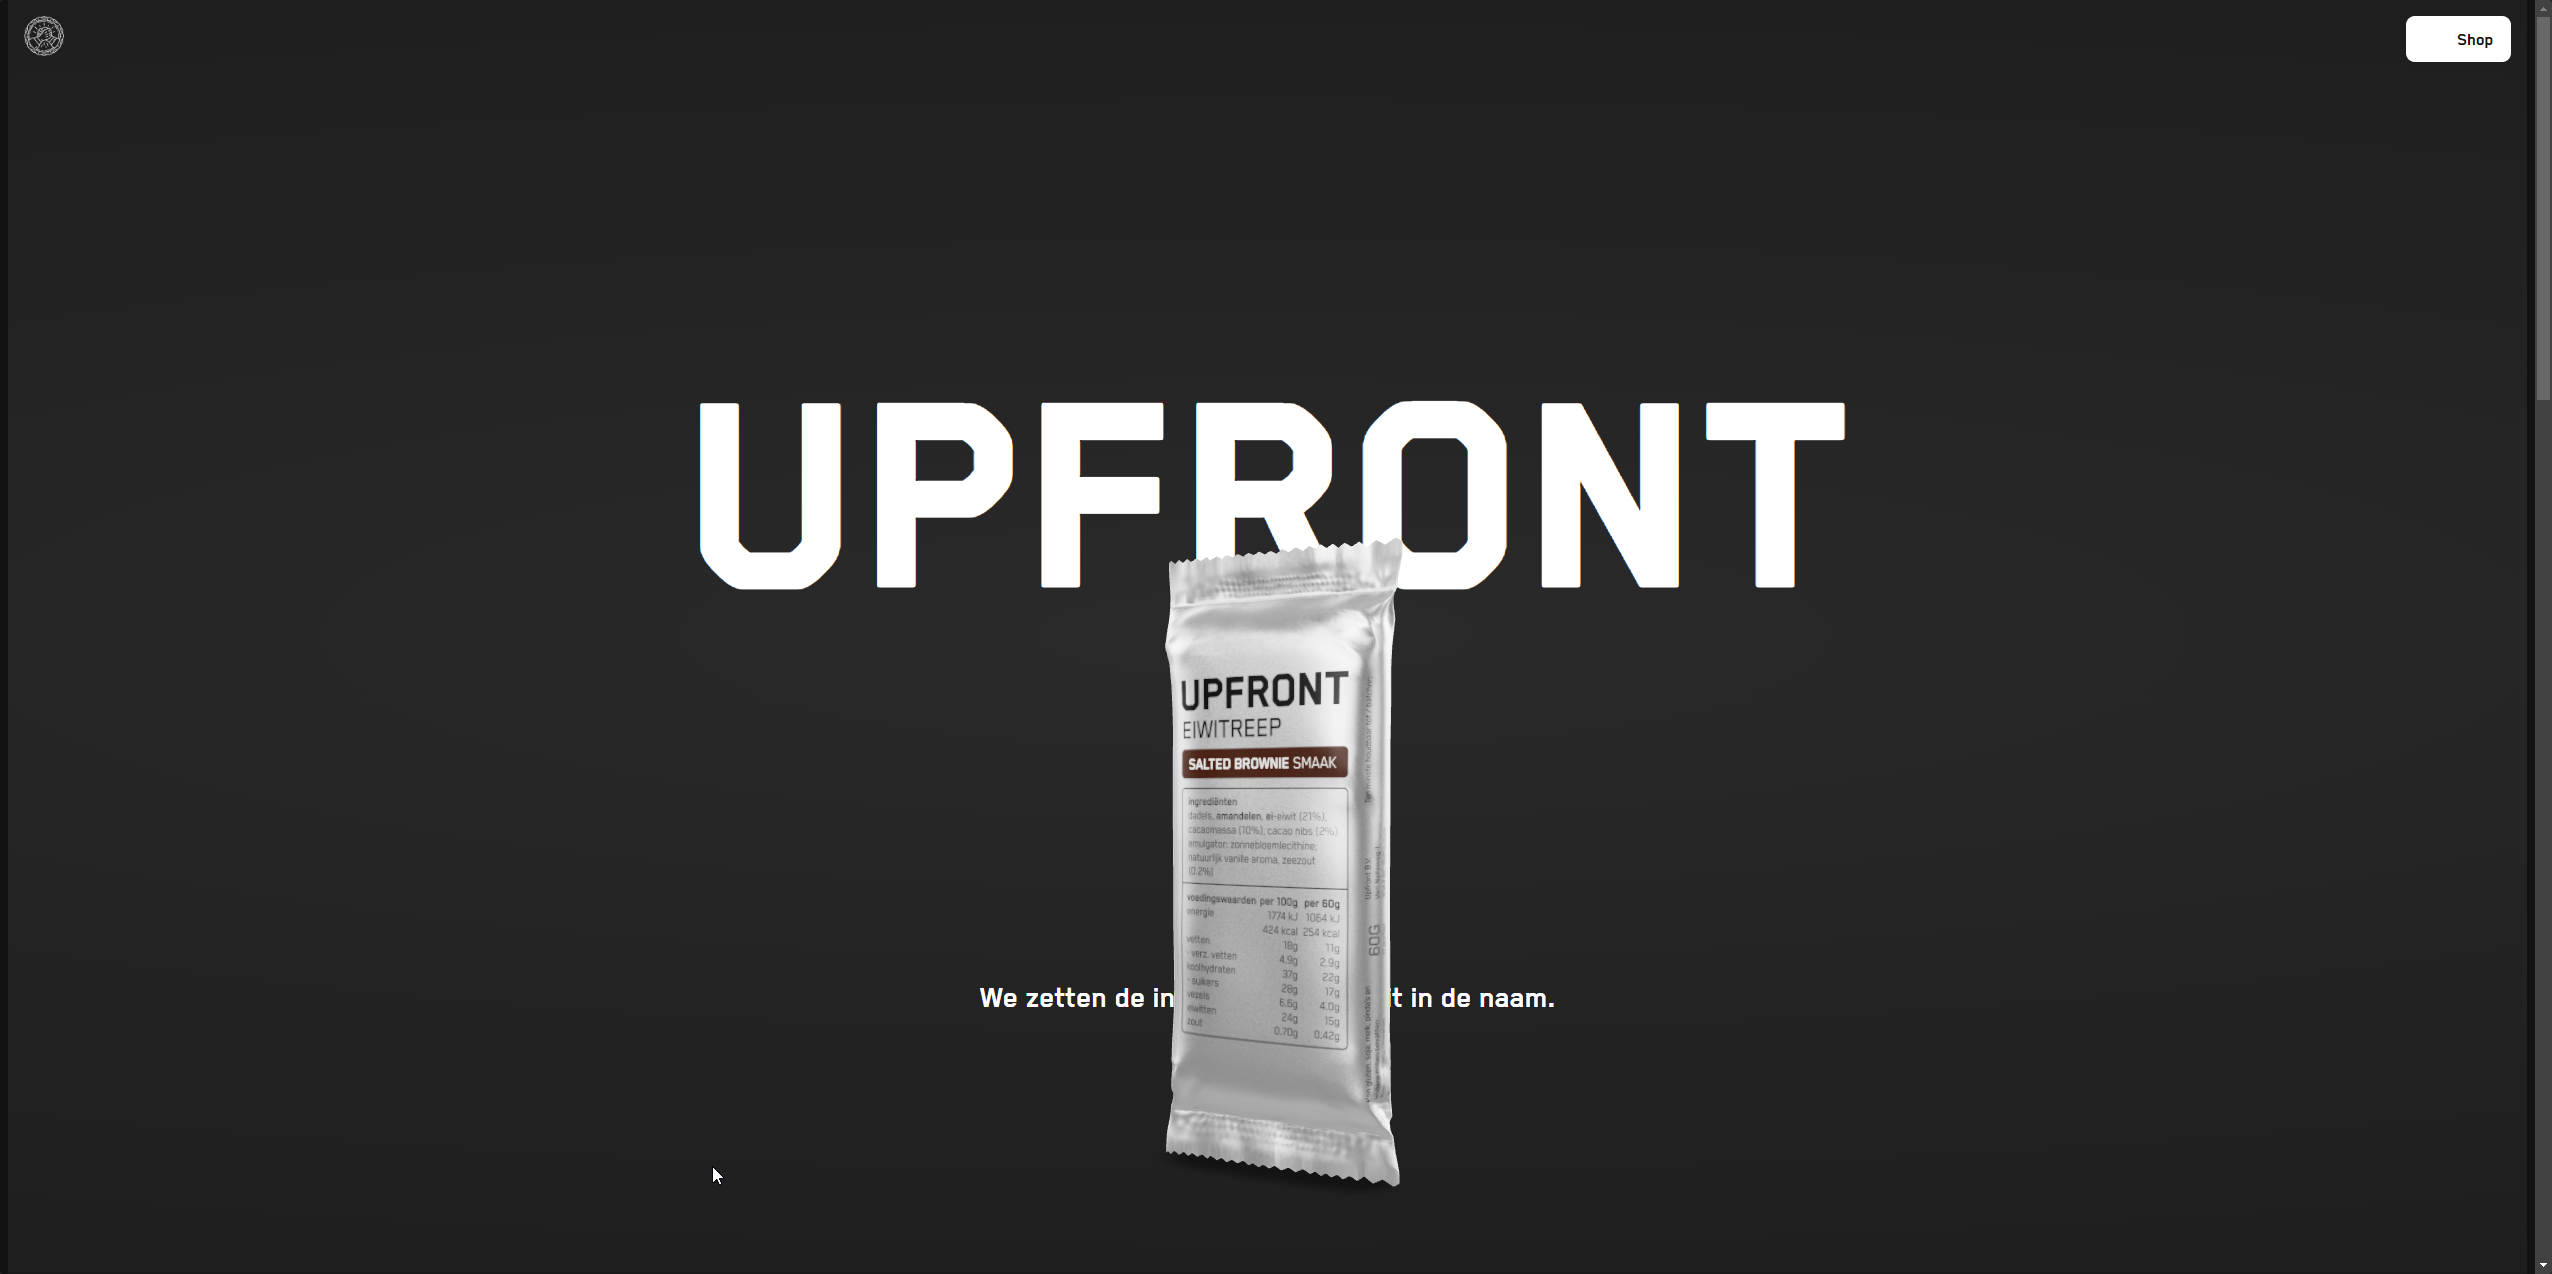 Shop
UPFRONT
UPFRONT
EIWITREEP
SALTED BROWNIE SMAAK
ingrediënten
dadels, amandelen, ei-eiwit (21%),
cacaomassa (10%), cacao nibs (2%)
emulgator: zonnebloemlecithine;
natuurlijk vanille aroma, zeezout
(0.2%)
voedingswaarden per 100g per 60g
energie 1774 kJ 1064 kJ
424 kcal 254 kcal
vetten 18g 11g
- verz. vetten 4.9g 2.9g
koolhydraten 37g 22g
- suikers 28g 17g
vezels 6.6g 4.0g
eiwitten 24g 15g
zout 0.70g 0.42g
60G
We zetten de in it in de naam.